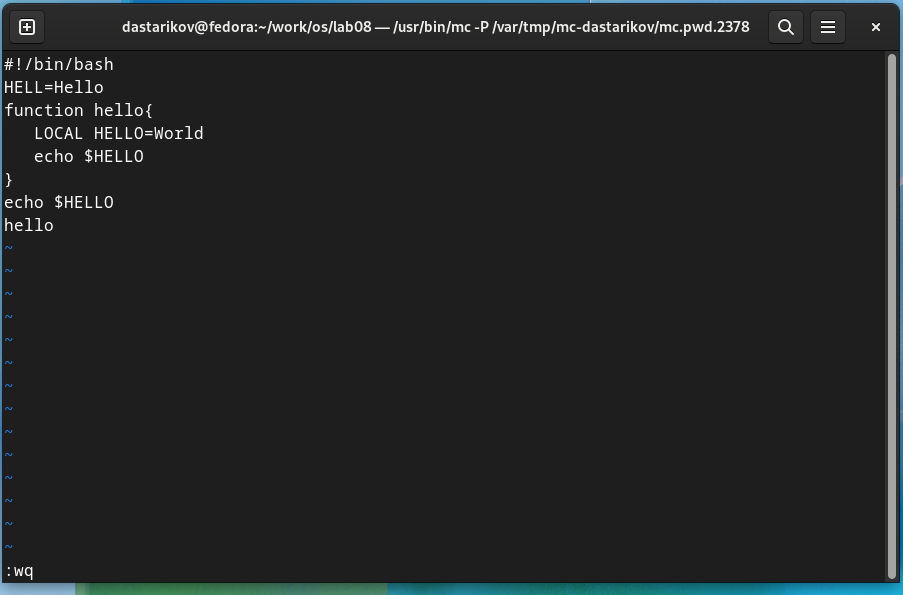 dastarikov@fedora:~/work/os/lab08 — /usr/bin/mc -P /var/tmp/mc-dastarikov/mc.pwd.2378
#!/bin/bash
HELL=Hello
function hello{
   LOCAL HELLO=World
   echo $HELLO
}
echo $HELLO
hello
~
~
~
~
~
~
~
~
~
~
~
~
~
~
:wq